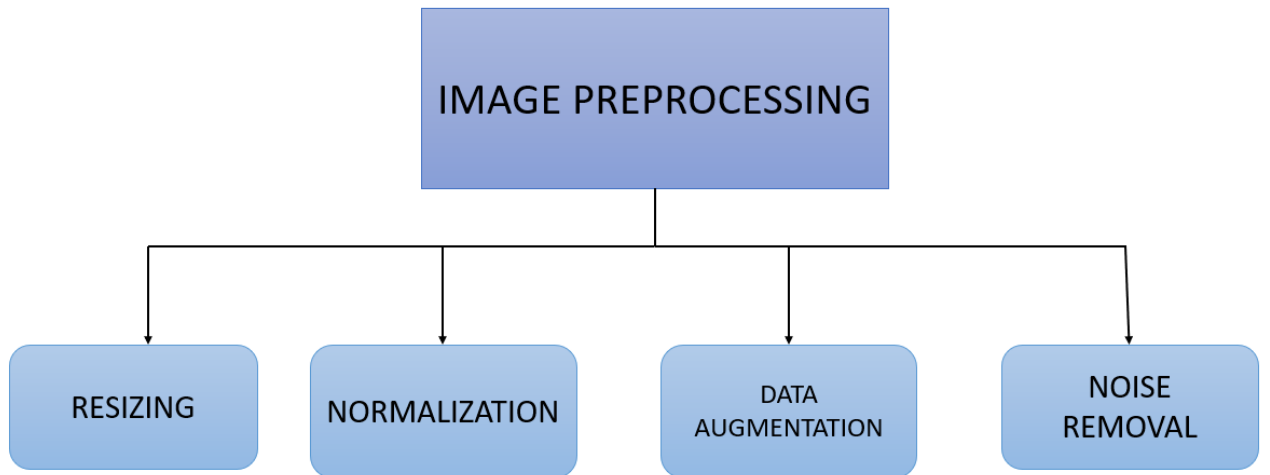 IMAGE PREPROCESSING
RESIZING
NORMALIZATION
DATA
AUGMENTATION
NOISE
REMOVAL